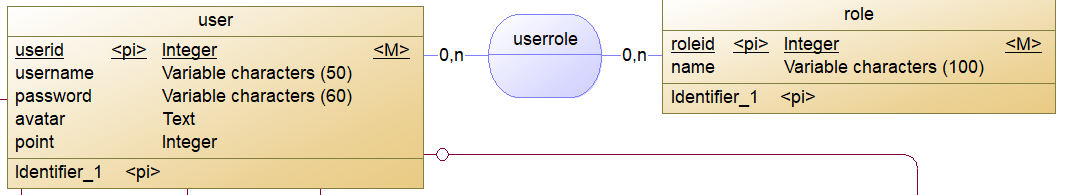 user
userid <pi> Integer <M>
username Variable characters (50)
password Variable characters (60)
avatar Text
point Integer
Identifier_1 <pi>
0,n
userrole
0,n
role
roleid <pi> Integer <M>
name Variable characters (100)
Identifier_1 <pi>